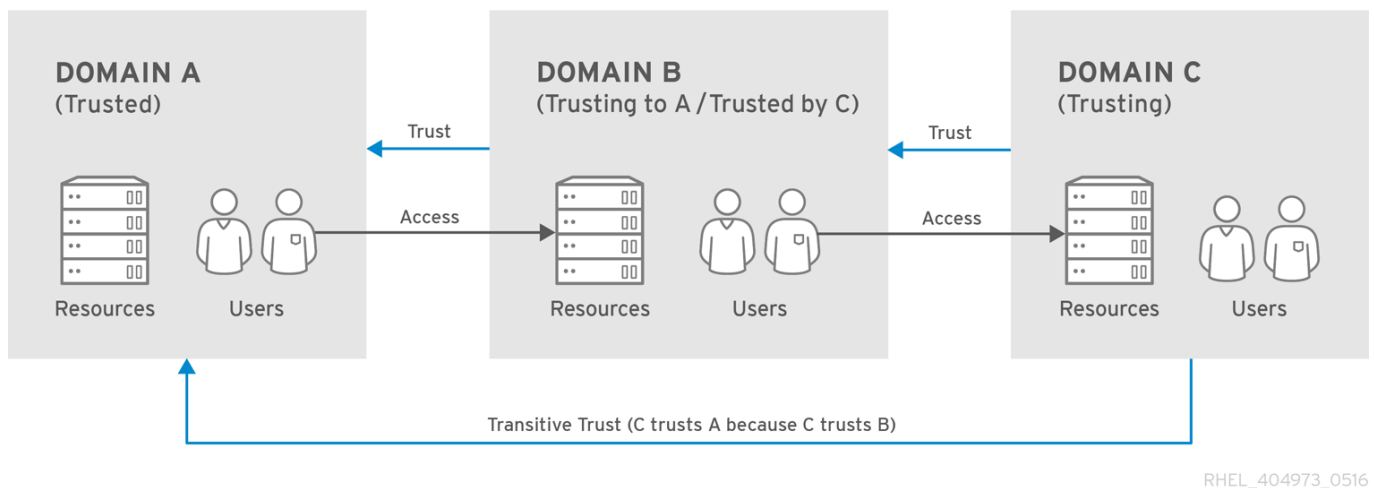 DOMAIN A
(Trusted)
DOMAIN B
(Trusting to A / Trusted by C)
DOMAIN C
(Trusting)
Trust
Trust
Access
Access
Resources
Users
Resources
Users
Resources
Users
Transitive Trust (C trusts A because C trusts B)
RHEL_404973_0516